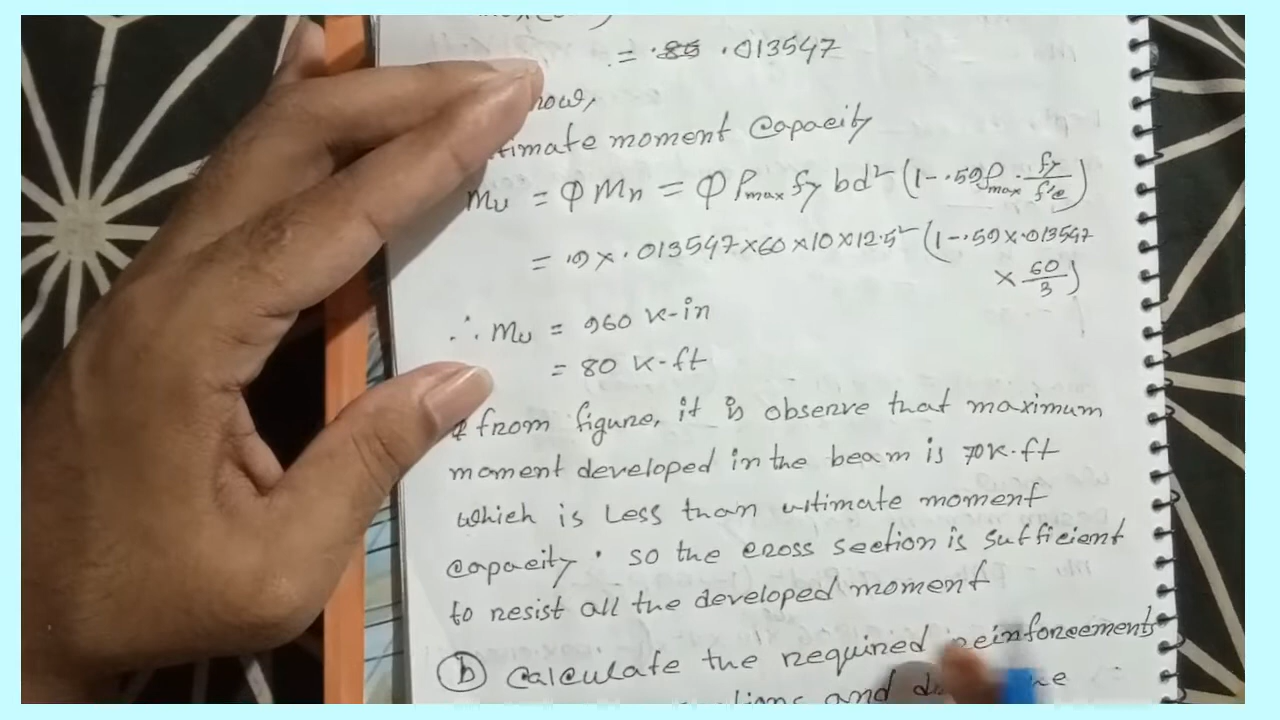 = .85 .013547
now,
timate moment capacity
Mu = φ Mn = φ ρmax fy bd² (1 - .59 ρmax · fy/f'c)
= .9 × .013547 × 60 × 10 × 12.5² (1 - .59 × .013547
× 60/3)
∴ Mu = 960 k-in
= 80 k-ft
from figure, it is observe that maximum
moment developed in the beam is 70 k·ft
which is less than ultimate moment
capacity. so the cross section is sufficient
to resist all the developed moment
(b) calculate the required reinforcements
and